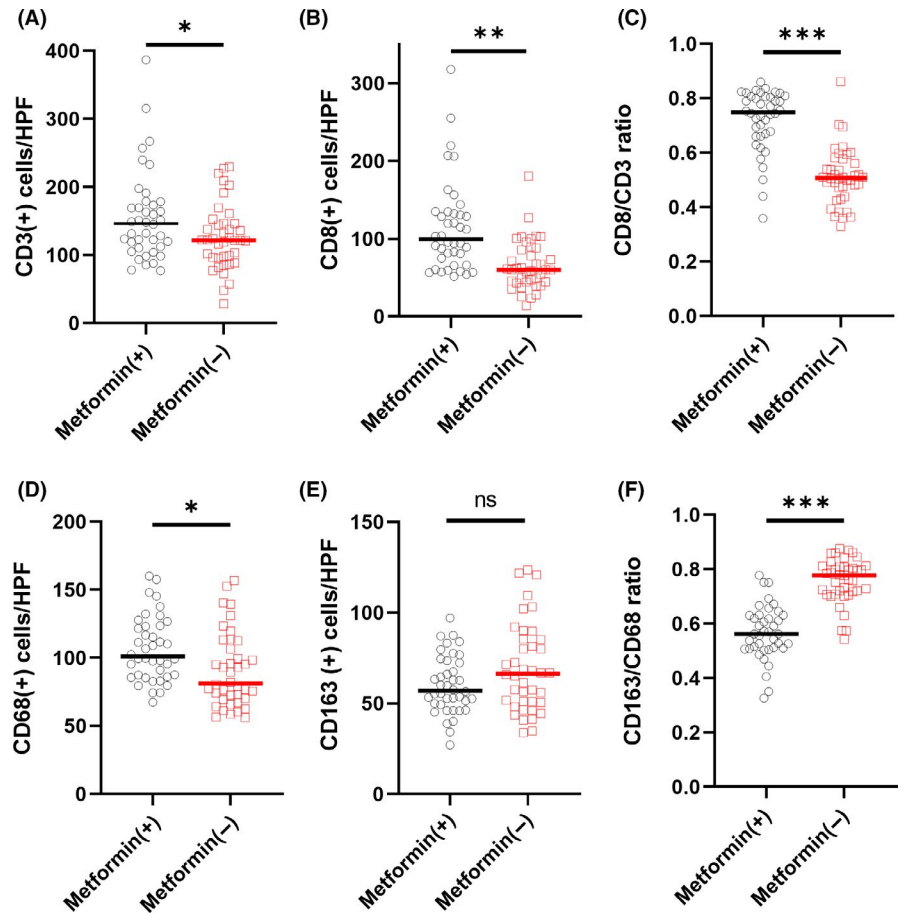 (A)
*
CD3(+) cells/HPF
400
300
200
100
0
Metformin(+)
Metformin(−)
(B)
**
CD8(+) cells/HPF
300
200
100
0
Metformin(+)
Metformin(−)
(C)
***
CD8/CD3 ratio
1.0
0.8
0.6
0.4
0.2
0.0
Metformin(+)
Metformin(−)
(D)
*
CD68(+) cells/HPF
200
150
100
50
0
Metformin(+)
Metformin(−)
(E)
ns
CD163 (+) cells/HPF
150
100
50
0
Metformin(+)
Metformin(−)
(F)
***
CD163/CD68 ratio
1.0
0.8
0.6
0.4
0.2
0.0
Metformin(+)
Metformin(−)